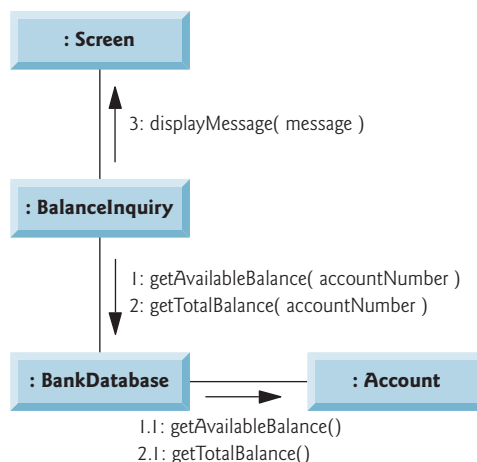 : Screen
3: displayMessage( message )
: BalanceInquiry
1: getAvailableBalance( accountNumber )
2: getTotalBalance( accountNumber )
: BankDatabase
: Account
1.1: getAvailableBalance()
2.1: getTotalBalance()